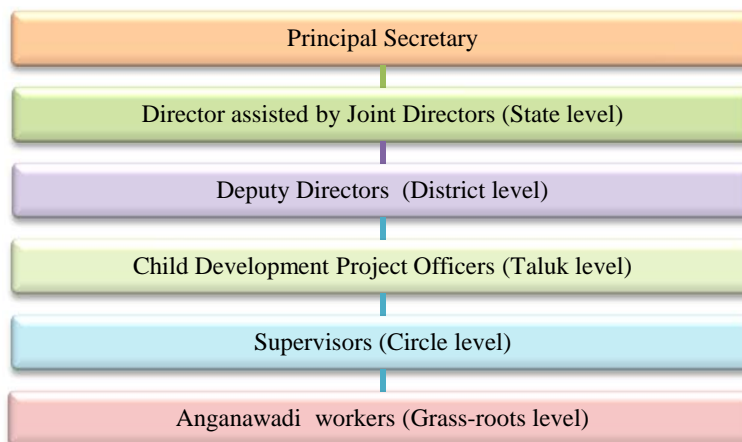 Principal Secretary
Director assisted by Joint Directors (State level)
Deputy Directors (District level)
Child Development Project Officers (Taluk level)
Supervisors (Circle level)
Anganawadi workers (Grass-roots level)